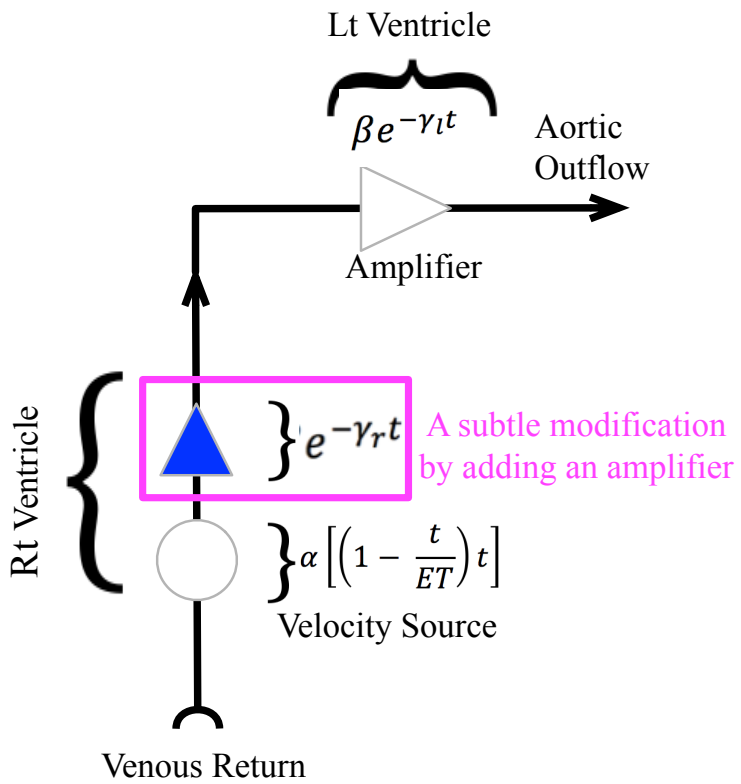 Lt Ventricle
βe^{-γ_l t}
Aortic
Outflow
Amplifier
Rt Ventricle
e^{-γ_r t}
A subtle modification
by adding an amplifier
α[(1 - t/ET) t]
Velocity Source
Venous Return